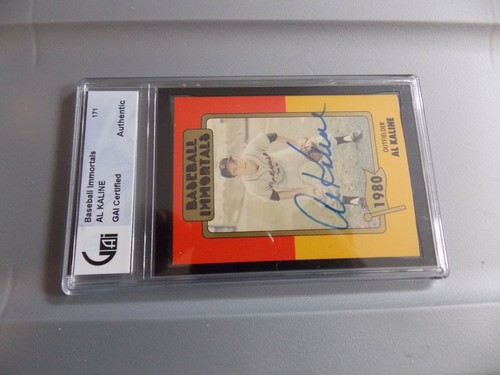 Baseball Immortals
171
AL KALINE
GAI Certified
Authentic
GAi
BASEBALL
IMMORTALS
Al Kaline
1980
OUTFIELDER
AL KALINE